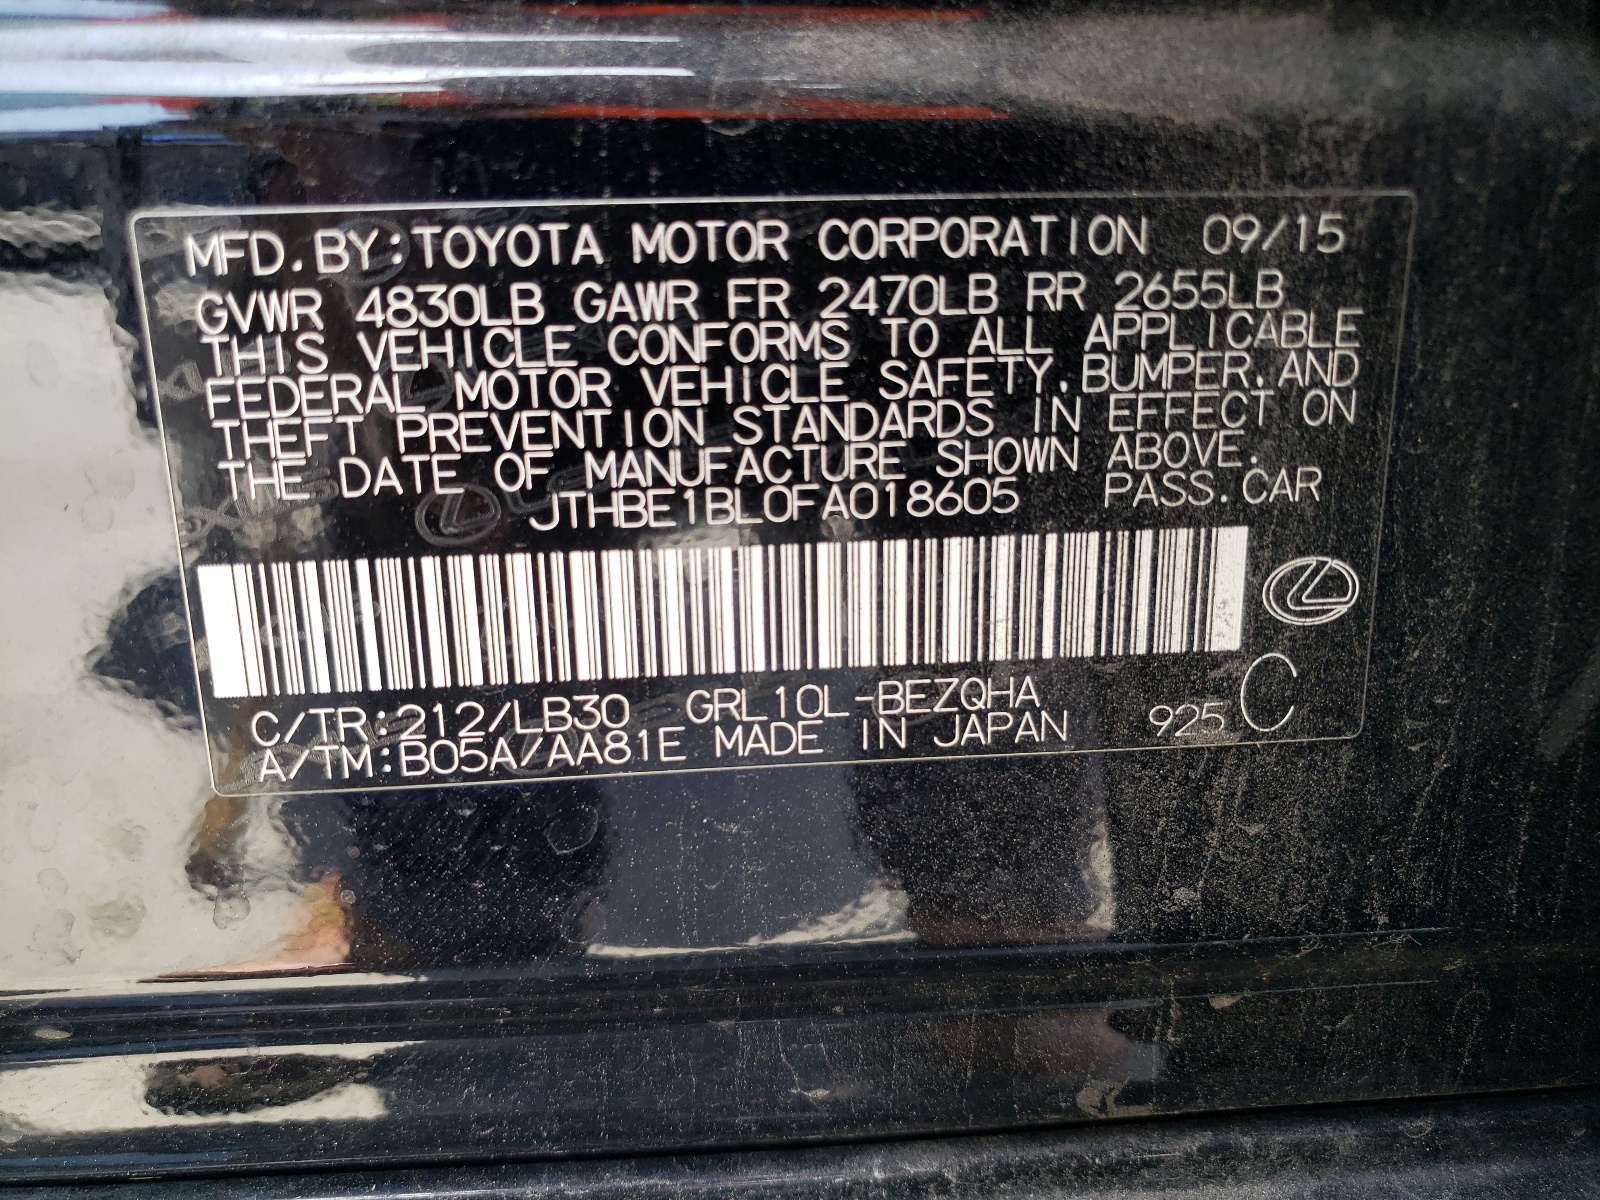 MFD. BY: TOYOTA MOTOR CORPORATION 09/15
GVWR 4830LB GAWR FR 2470LB RR 2655LB
THIS VEHICLE CONFORMS TO ALL APPLICABLE
FEDERAL MOTOR VEHICLE SAFETY, BUMPER, AND
THEFT PREVENTION STANDARDS IN EFFECT ON
THE DATE OF MANUFACTURE SHOWN ABOVE.
JTHBE1BL0FA018605 PASS. CAR
C/TR: 212/LB30 GRL10L-BEZQHA
A/TM: B05A/AA81E MADE IN JAPAN 925 C